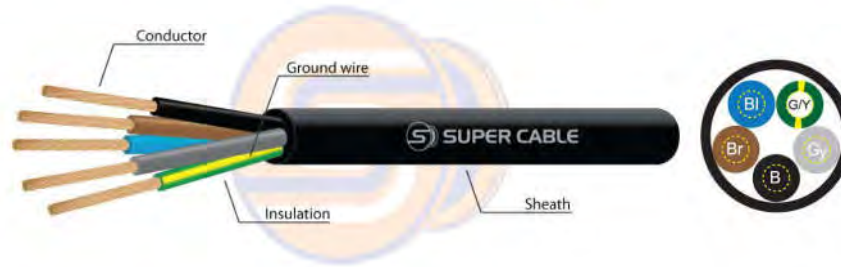 Conductor
Ground wire
SUPER CABLE
Insulation
Sheath
Bl
G/Y
Br
Gy
B